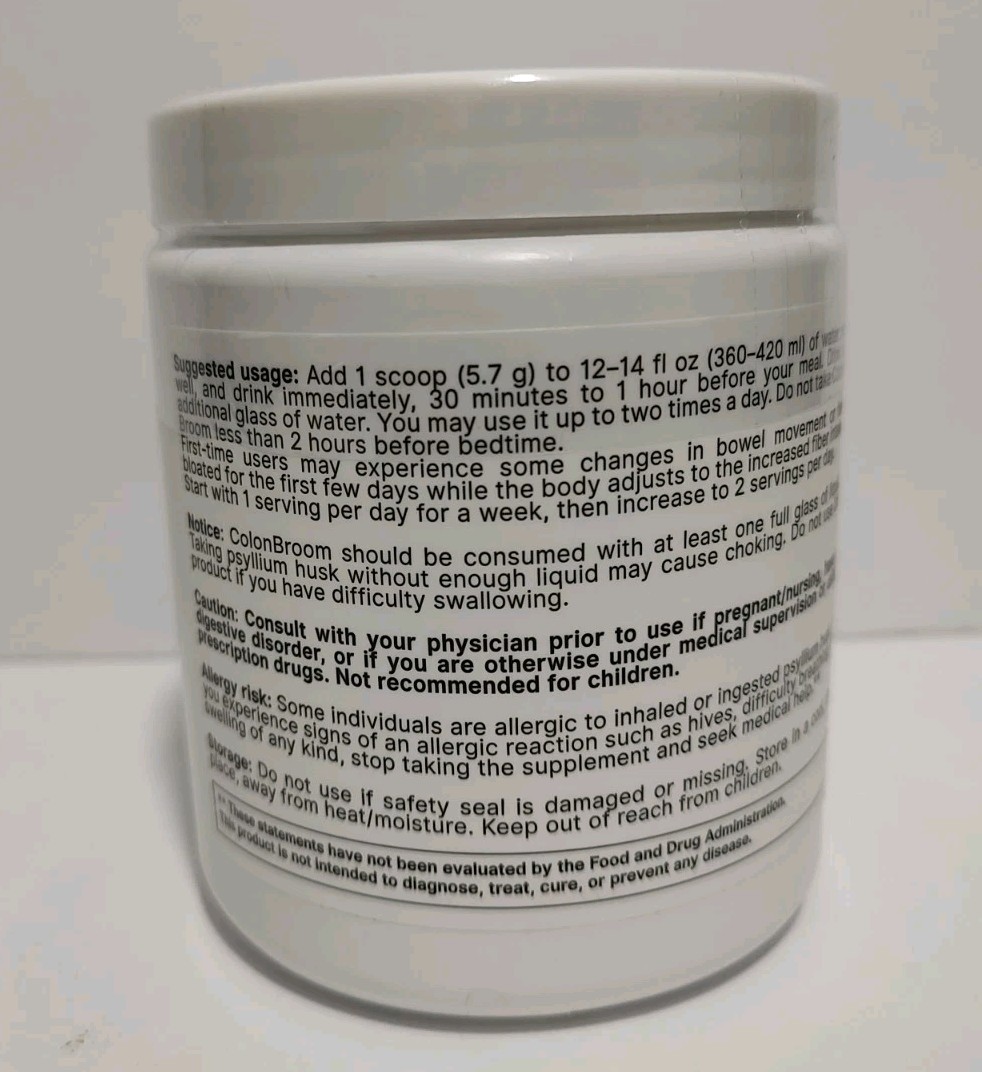 Suggested usage: Add 1 scoop (5.7 g) to 12–14 fl oz (360–420 ml) of water
well, and drink immediately, 30 minutes to 1 hour before your meal.
additional glass of water. You may use it up to two times a day. Do not take
Broom less than 2 hours before bedtime.
First-time users may experience some changes in bowel movement or
bloated for the first few days while the body adjusts to the increased fiber
Start with 1 serving per day for a week, then increase to 2 servings per day.
Notice: ColonBroom should be consumed with at least one full glass of
Taking psyllium husk without enough liquid may cause choking. Do not use
product if you have difficulty swallowing.
Caution: Consult with your physician prior to use if pregnant/nursing,
digestive disorder, or if you are otherwise under medical supervision or
prescription drugs. Not recommended for children.
Allergy risk: Some individuals are allergic to inhaled or ingested psyllium
you experience signs of an allergic reaction such as hives, difficulty
swelling of any kind, stop taking the supplement and seek medical help.
Storage: Do not use if safety seal is damaged or missing. Store in a
place, away from heat/moisture. Keep out of reach from children.
** These statements have not been evaluated by the Food and Drug Administration.
This product is not intended to diagnose, treat, cure, or prevent any disease.